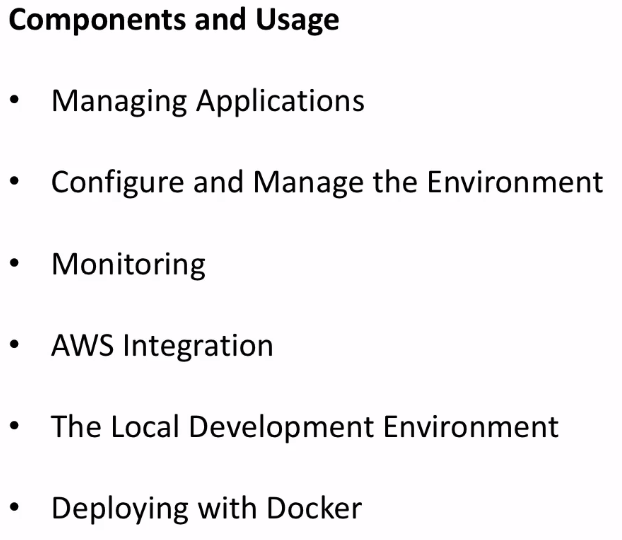 Components and Usage
• Managing Applications
• Configure and Manage the Environment
• Monitoring
• AWS Integration
• The Local Development Environment
• Deploying with Docker